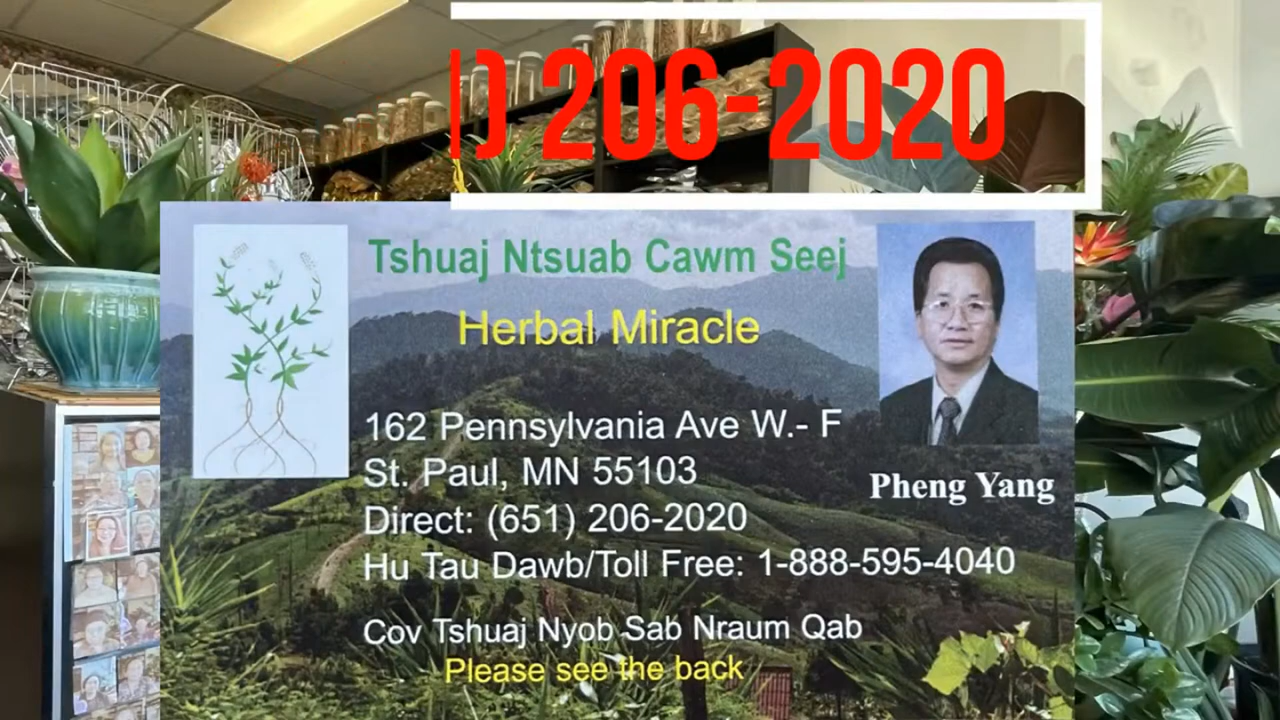 ) 206-2020
Tshuaj Ntsuab Cawm Seej
Herbal Miracle
162 Pennsylvania Ave W.- F
St. Paul, MN 55103
Direct: (651) 206-2020
Hu Tau Dawb/Toll Free: 1-888-595-4040
Pheng Yang
Cov Tshuaj Nyob Sab Nraum Qab
Please see the back